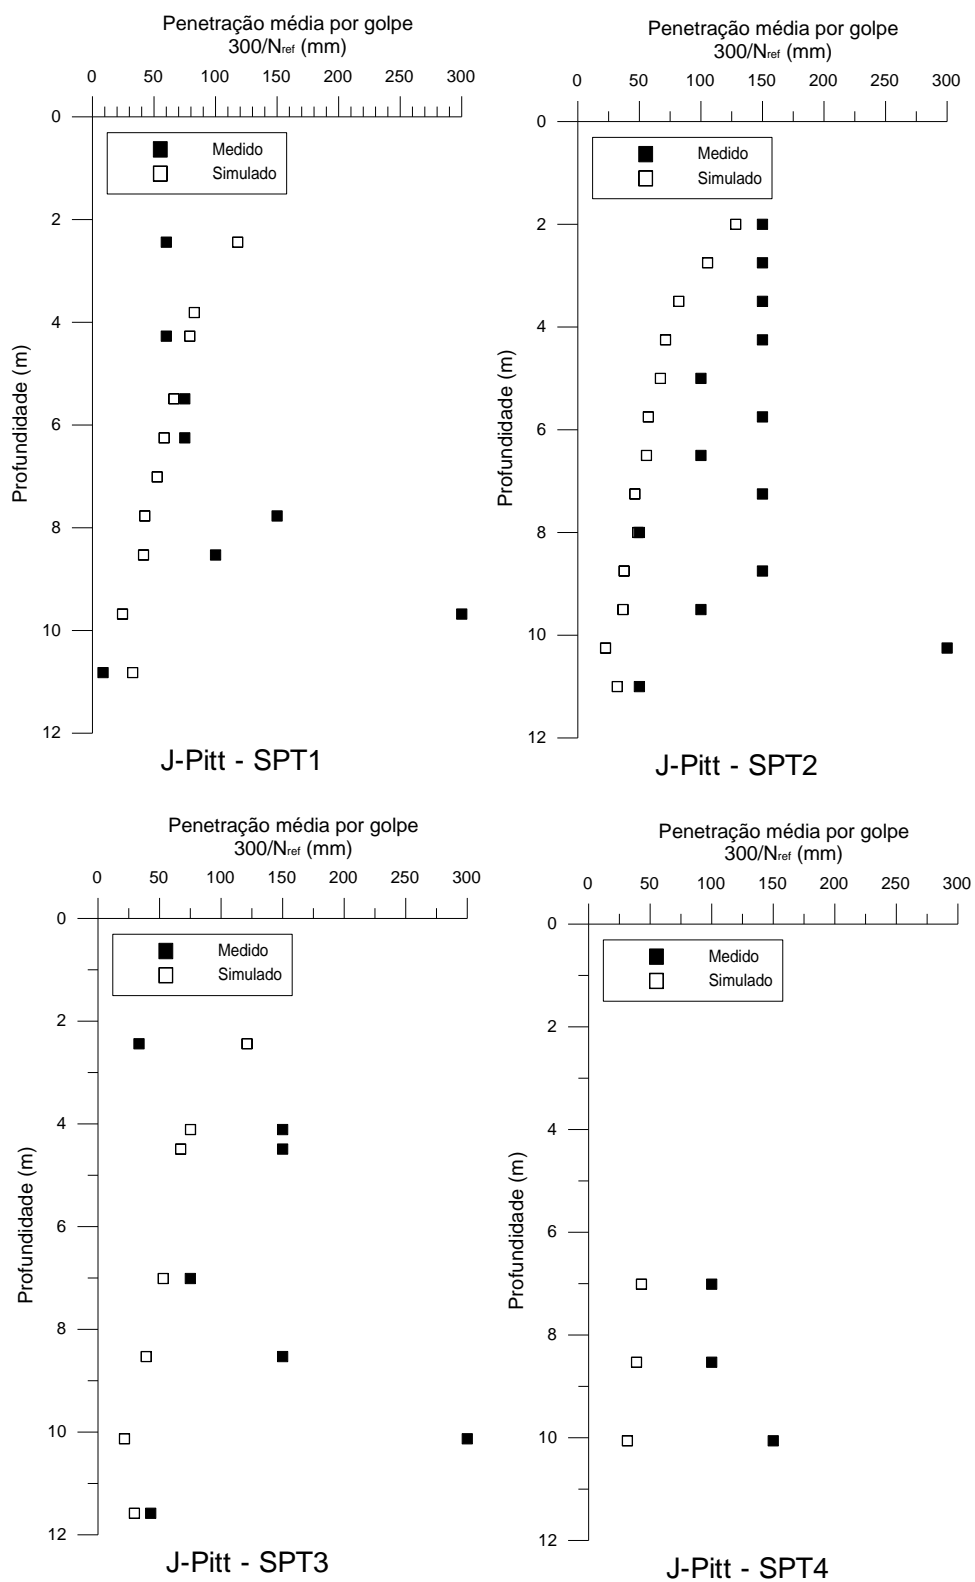 Penetração média por golpe
300/Nref (mm)
0 50 100 150 200 250 300
0
2
4
6
8
10
12
Profundidade (m)
Medido
Simulado
J-Pitt - SPT1
Penetração média por golpe
300/Nref (mm)
0 50 100 150 200 250 300
0
2
4
6
8
10
12
Profundidade (m)
Medido
Simulado
J-Pitt - SPT2
Penetração média por golpe
300/Nref (mm)
0 50 100 150 200 250 300
0
2
4
6
8
10
12
Profundidade (m)
Medido
Simulado
J-Pitt - SPT3
Penetração média por golpe
300/Nref (mm)
0 50 100 150 200 250 300
0
2
4
6
8
10
12
Profundidade (m)
Medido
Simulado
J-Pitt - SPT4